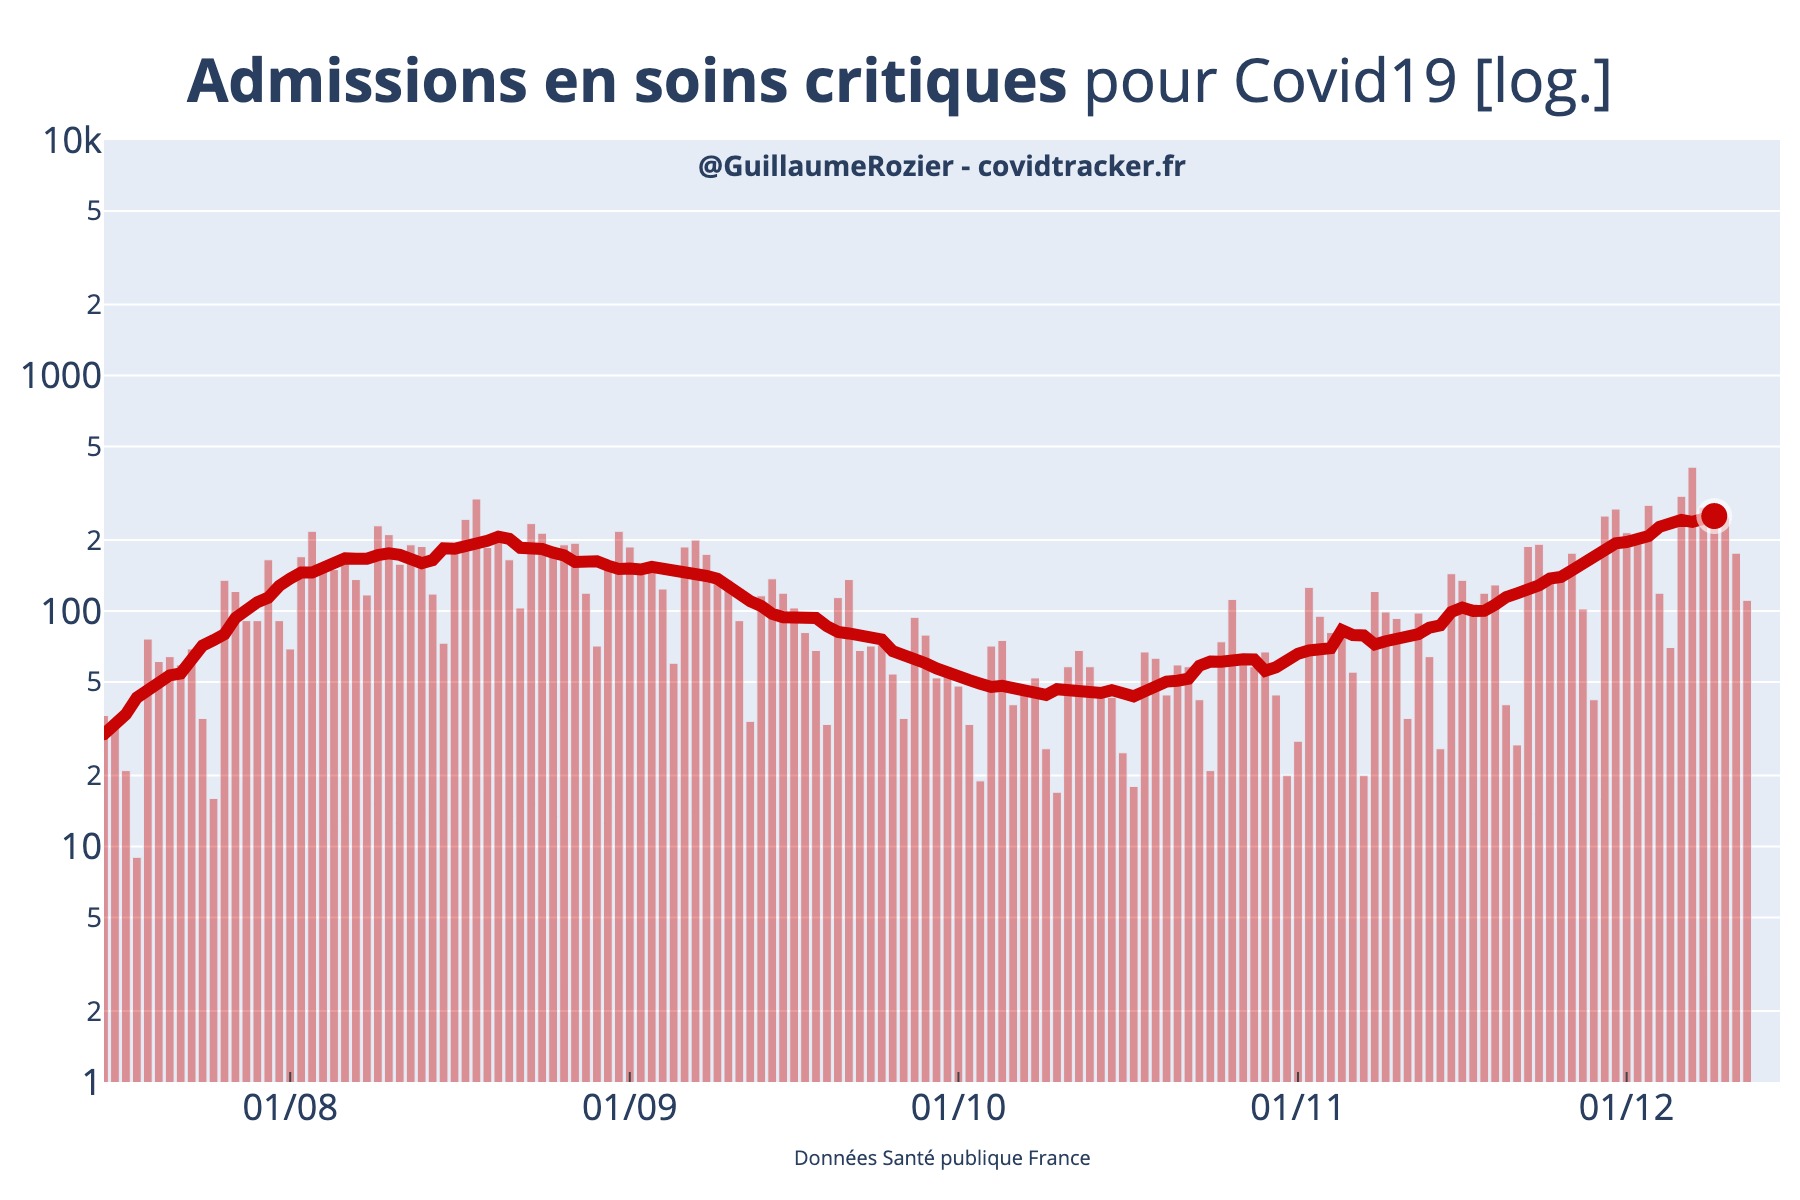 Admissions en soins critiques pour Covid19 [log.]
@GuillaumeRozier - covidtracker.fr
10k
5
2
1000
5
2
100
5
2
10
5
2
1
01/08 01/09 01/10 01/11 01/12
Données Santé publique France